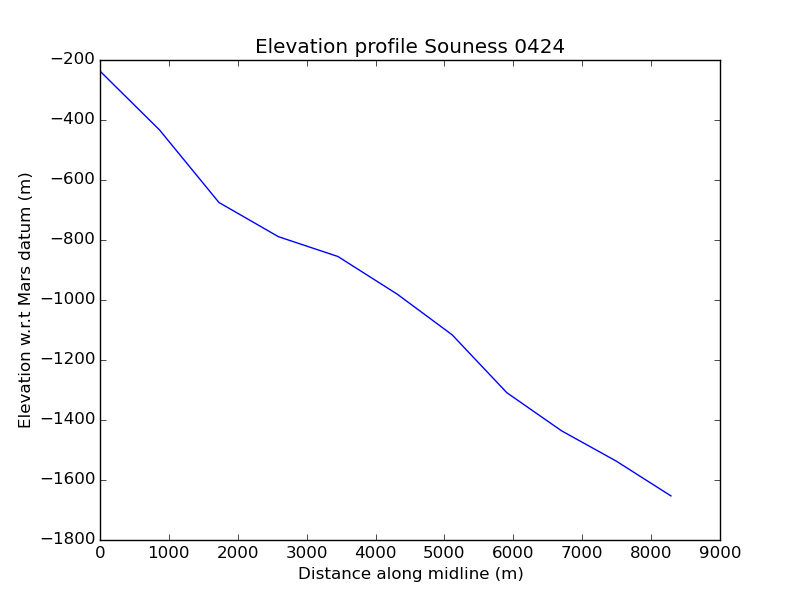 Elevation profile Souness 0424
−200
−400
−600
−800
−1000
−1200
−1400
−1600
−1800
Elevation w.r.t Mars datum (m)
0 1000 2000 3000 4000 5000 6000 7000 8000 9000
Distance along midline (m)